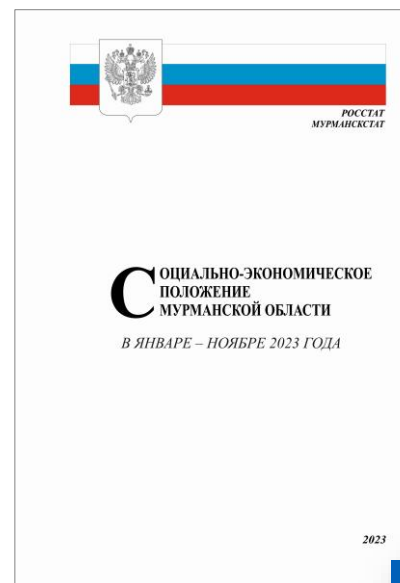 РОССТАТ
МУРМАНСКСТАТ
СОЦИАЛЬНО-ЭКОНОМИЧЕСКОЕ
ПОЛОЖЕНИЕ
МУРМАНСКОЙ ОБЛАСТИ
В ЯНВАРЕ – НОЯБРЕ 2023 ГОДА
2023